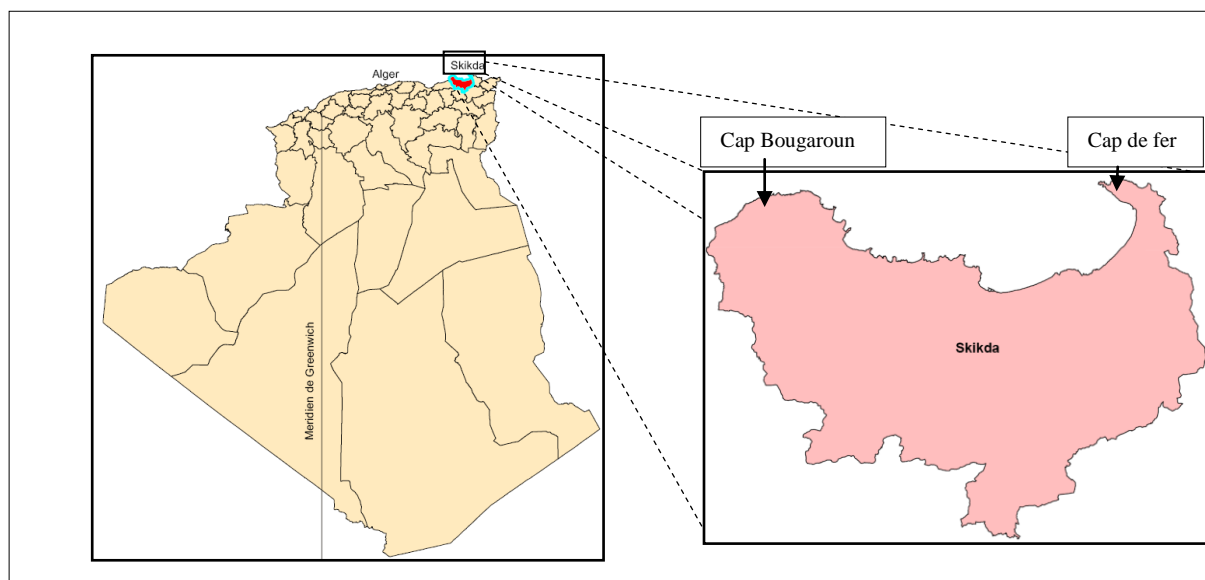 Skikda
Alger
Cap Bougaroun
Cap de fer
Skikda
Meridien de Greenwich